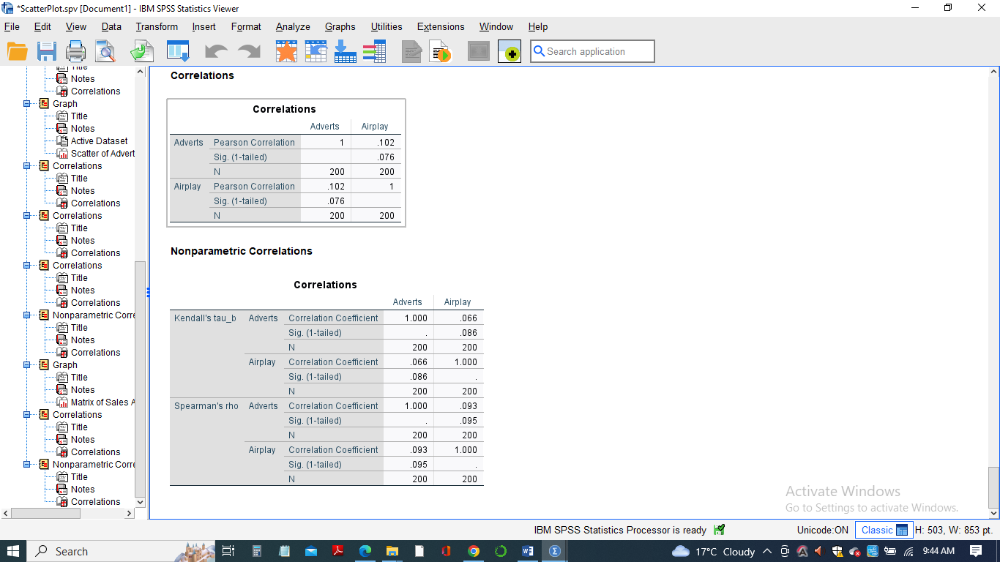 *ScatterPlot.spv [Document1] - IBM SPSS Statistics Viewer
File Edit View Data Transform Insert Format Analyze Graphs Utilities Extensions Window Help
Search application
Title
Notes
Correlations
Graph
Title
Notes
Active Dataset
Scatter of Advert
Correlations
Title
Notes
Correlations
Correlations
Title
Notes
Correlations
Correlations
Title
Notes
Correlations
Nonparametric Corre
Title
Notes
Correlations
Graph
Title
Notes
Matrix of Sales A
Correlations
Title
Notes
Correlations
Nonparametric Corre
Title
Notes
Correlations
Correlations
Correlations
Adverts Airplay
Adverts Pearson Correlation 1 .102
Sig. (1-tailed) .076
N 200 200
Airplay Pearson Correlation .102 1
Sig. (1-tailed) .076
N 200 200
Nonparametric Correlations
Correlations
Adverts Airplay
Kendall's tau_b Adverts Correlation Coefficient 1.000 .066
Sig. (1-tailed) . .086
N 200 200
Airplay Correlation Coefficient .066 1.000
Sig. (1-tailed) .086 .
N 200 200
Spearman's rho Adverts Correlation Coefficient 1.000 .093
Sig. (1-tailed) . .095
N 200 200
Airplay Correlation Coefficient .093 1.000
Sig. (1-tailed) .095 .
N 200 200
Activate Windows
Go to Settings to activate Windows.
IBM SPSS Statistics Processor is ready Unicode:ON Classic H: 503, W: 853 pt.
Search 17°C Cloudy 9:44 AM